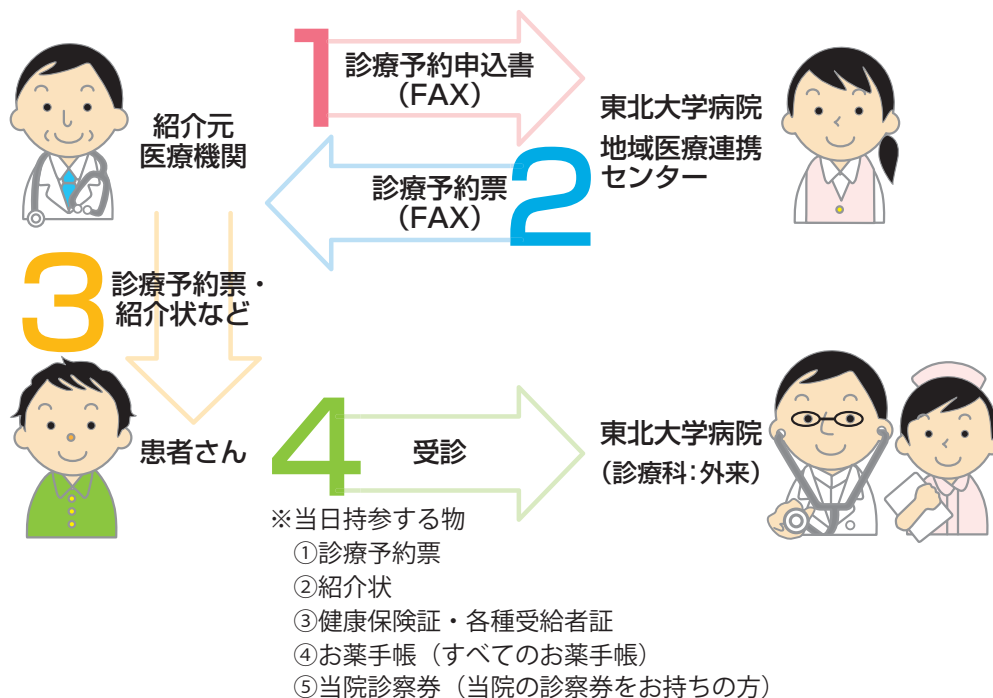 1
診療予約申込書
（FAX）
紹介元
医療機関
東北大学病院
地域医療連携
センター
2
診療予約票
（FAX）
3
診療予約票・
紹介状など
患者さん
4
受診
東北大学病院
（診療科：外来）
※当日持参する物
①診療予約票
②紹介状
③健康保険証・各種受給者証
④お薬手帳（すべてのお薬手帳）
⑤当院診察券（当院の診察券をお持ちの方）